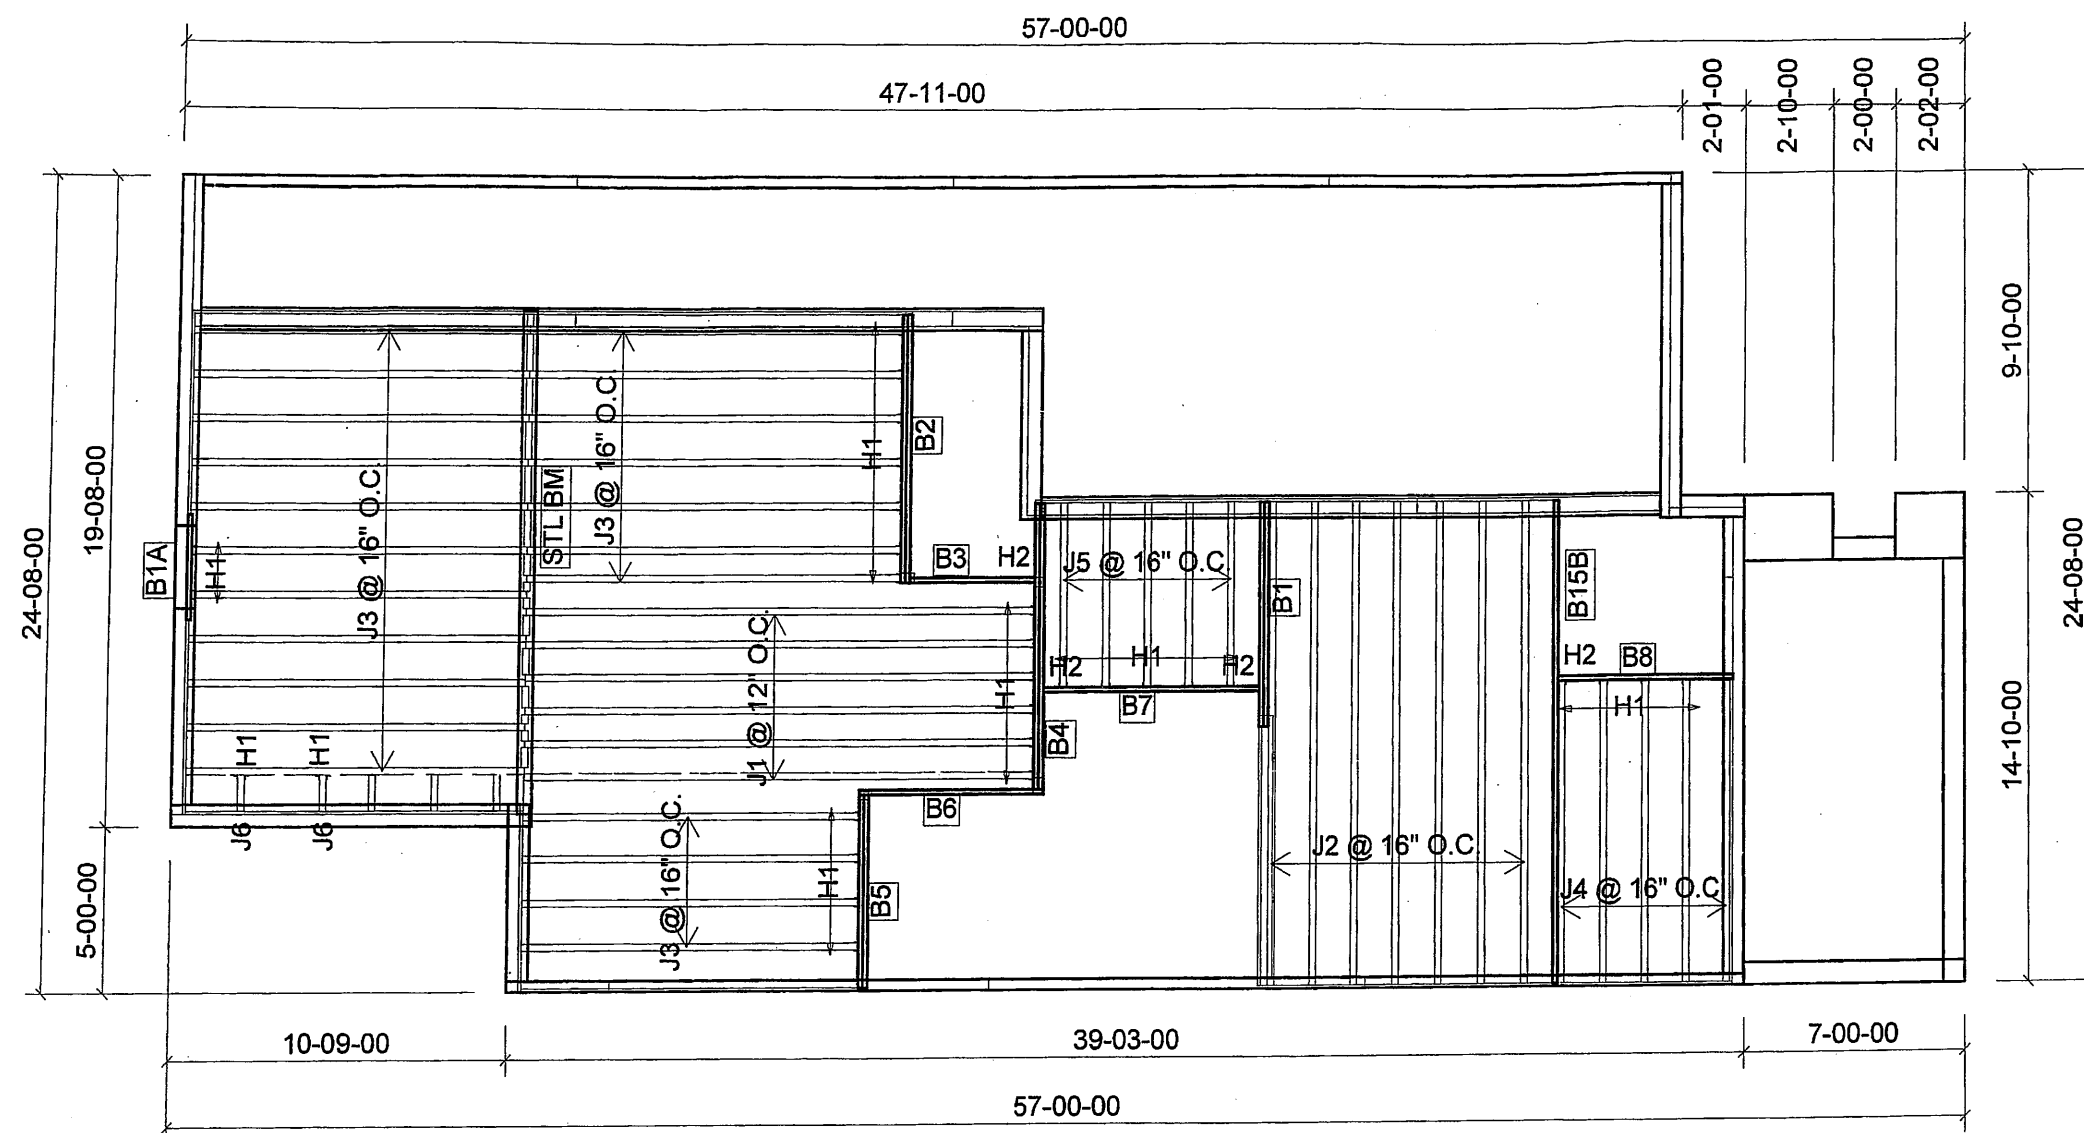 57-00-00
47-11-00
2-01-00
2-10-00
2-00-00
2-02-00
24-08-00
19-08-00
5-00-00
9-10-00
24-08-00
14-10-00
B1A
H1
J3 @ 16" O.C.
STL BM
J3 @ 16" O.C.
H1
B2
B3
H2
J5 @ 16" O.C
H2
H1
H2
B7
B1
B15B
H2
B8
H1
J1 @ 12" O.C.
H1
B4
H1
H1
J6
J6
B6
J3 @ 16" O.C.
H1
B5
J2 @ 16" O.C.
J4 @ 16" O.C
10-09-00
39-03-00
7-00-00
57-00-00